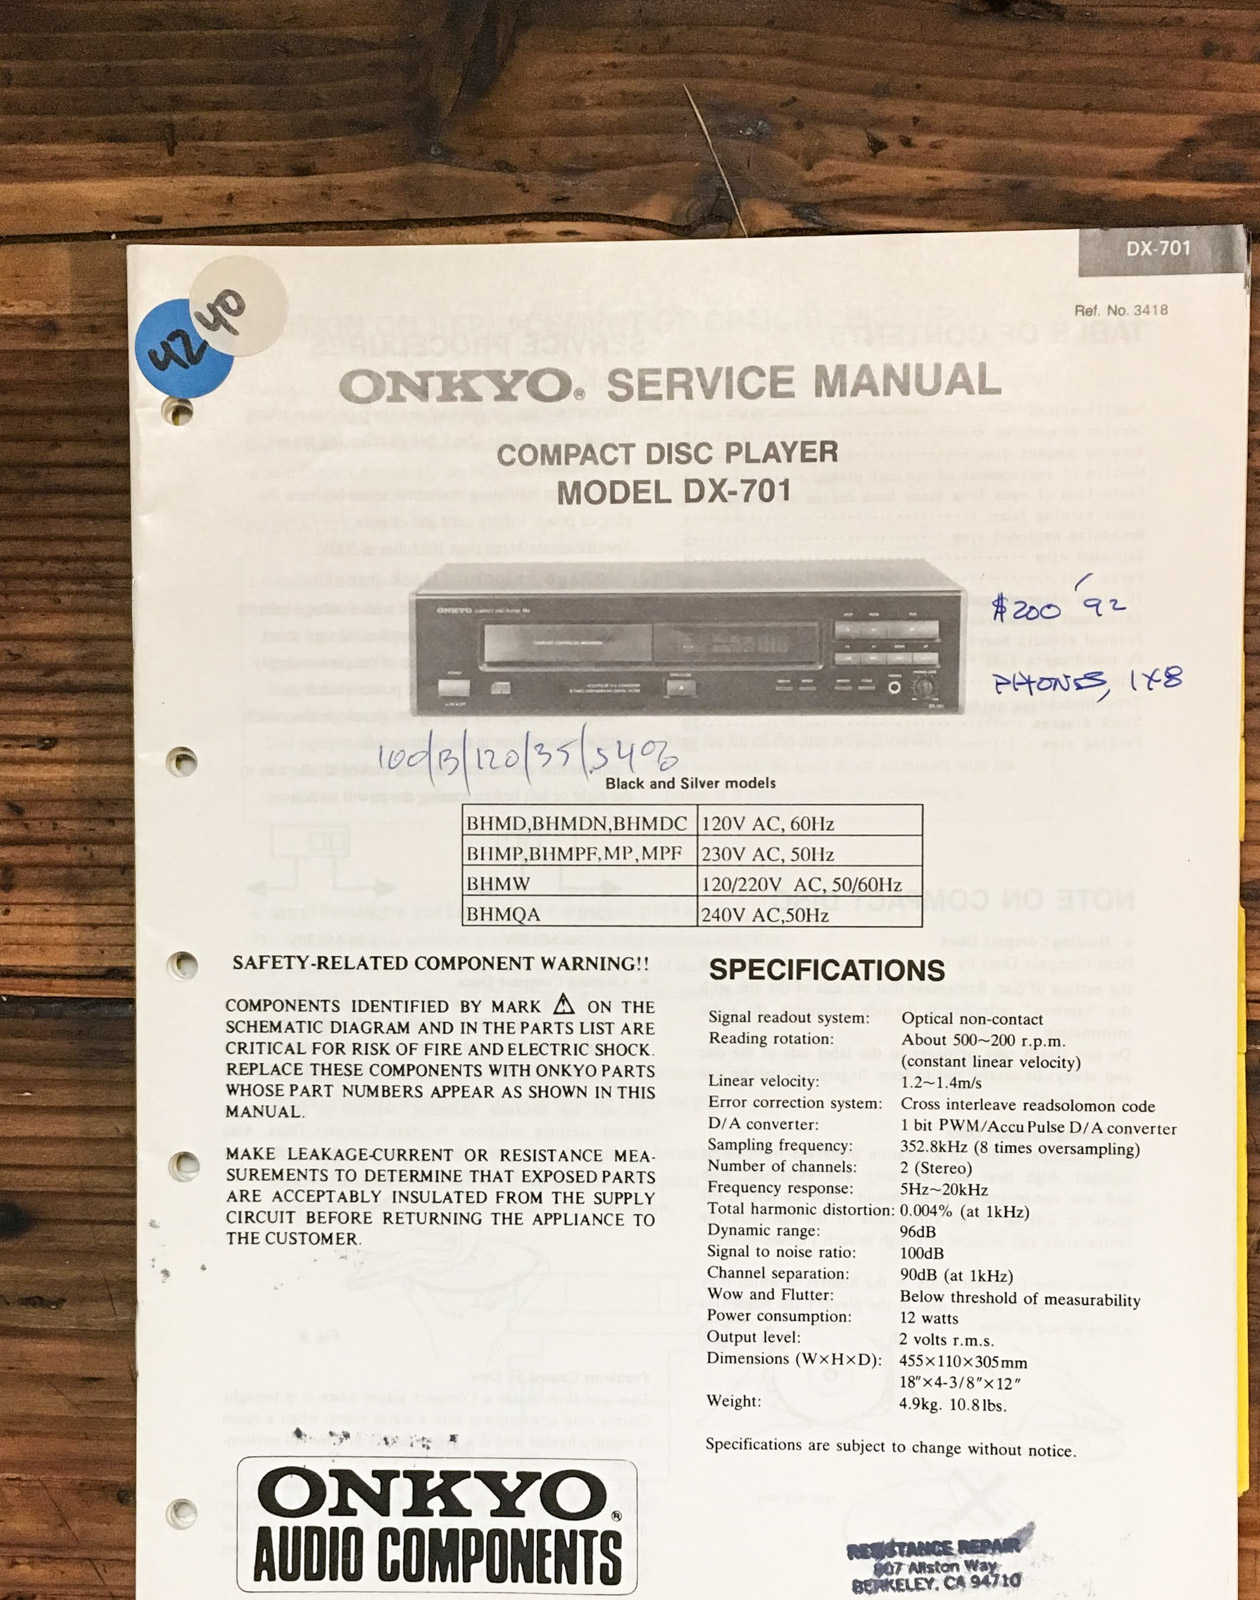 DX-701
Ref. No. 3418
42 40
ONKYO® SERVICE MANUAL
COMPACT DISC PLAYER
MODEL DX-701
ONKYO COMPACT DISC PLAYER
$200 '92
PHONES, 1X8
100/13/120/35/.5408
Black and Silver models
BHMD,BHMDN,BHMDC 120V AC, 60Hz
BHMP,BHMPF,MP,MPF 230V AC, 50Hz
BHMW 120/220V AC, 50/60Hz
BHMQA 240V AC,50Hz
SAFETY-RELATED COMPONENT WARNING!!
COMPONENTS IDENTIFIED BY MARK ⚠ ON THE
SCHEMATIC DIAGRAM AND IN THE PARTS LIST ARE
CRITICAL FOR RISK OF FIRE AND ELECTRIC SHOCK.
REPLACE THESE COMPONENTS WITH ONKYO PARTS
WHOSE PART NUMBERS APPEAR AS SHOWN IN THIS
MANUAL.
MAKE LEAKAGE-CURRENT OR RESISTANCE MEA-
SUREMENTS TO DETERMINE THAT EXPOSED PARTS
ARE ACCEPTABLY INSULATED FROM THE SUPPLY
CIRCUIT BEFORE RETURNING THE APPLIANCE TO
THE CUSTOMER.
SPECIFICATIONS
Signal readout system: Optical non-contact
Reading rotation: About 500~200 r.p.m.
(constant linear velocity)
Linear velocity: 1.2~1.4m/s
Error correction system: Cross interleave readsolomon code
D/A converter: 1 bit PWM/Accu Pulse D/A converter
Sampling frequency: 352.8kHz (8 times oversampling)
Number of channels: 2 (Stereo)
Frequency response: 5Hz~20kHz
Total harmonic distortion: 0.004% (at 1kHz)
Dynamic range: 96dB
Signal to noise ratio: 100dB
Channel separation: 90dB (at 1kHz)
Wow and Flutter: Below threshold of measurability
Power consumption: 12 watts
Output level: 2 volts r.m.s.
Dimensions (W×H×D): 455×110×305mm
18″×4-3/8″×12″
Weight: 4.9kg. 10.8lbs.
Specifications are subject to change without notice.
ONKYO®
AUDIO COMPONENTS
RESISTANCE REPAIR
907 Allston Way
BERKELEY, CA 94710